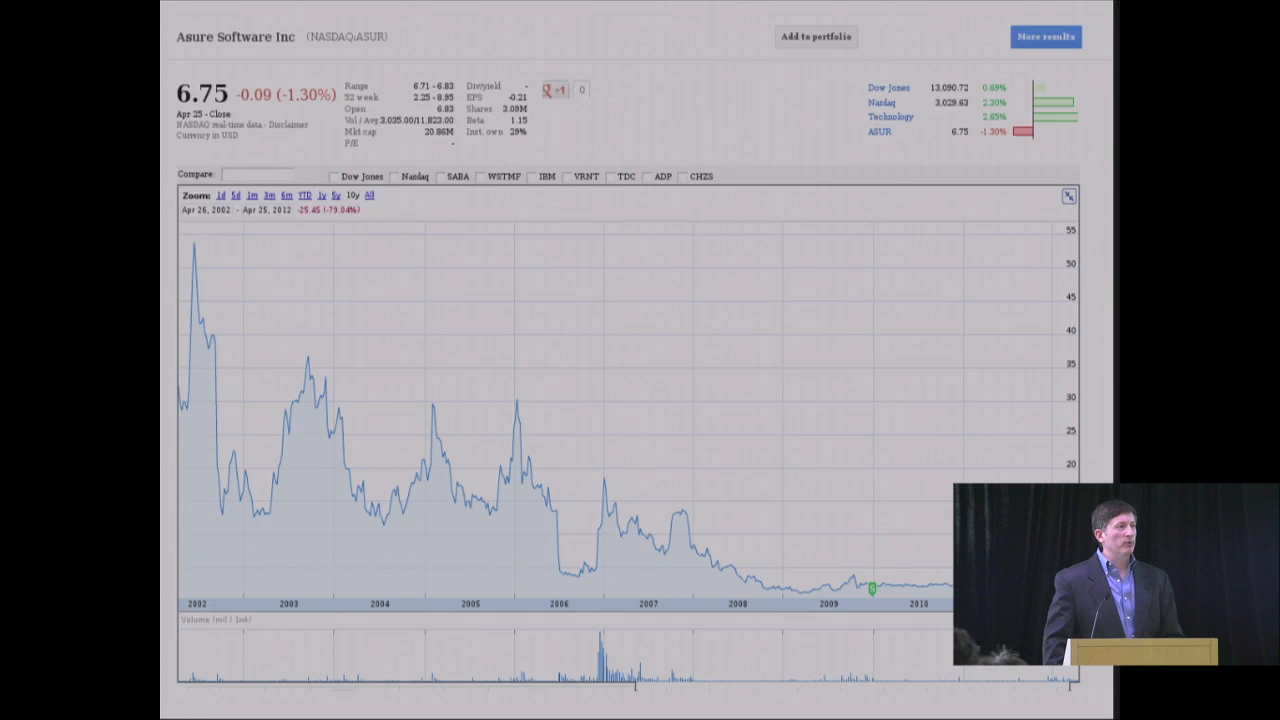 Asure Software Inc (NASDAQ:ASUR)
Add to portfolio
More results
6.75 -0.09 (-1.30%)
Apr 25 - Close
NASDAQ real-time data - Disclaimer
Currency in USD
Range 6.71 - 6.83
52 week 2.25 - 8.95
Open 6.83
Vol / Avg. 3,035.00/11,823.00
Mkt cap 20.86M
P/E -
Div/yield -
EPS -0.21
Shares 3.09M
Beta 1.15
Inst. own 29%
+1 0
Dow Jones 13,090.72 0.69%
Nasdaq 3,029.63 2.30%
Technology 2.65%
ASUR 6.75 -1.30%
Compare: Dow Jones Nasdaq SABA WSTMF IBM VRNT TDC ADP CHZS
Zoom: 1d 5d 1m 3m 6m YTD 1y 5y 10y All
Apr 26, 2002 - Apr 25, 2012 -25.45 (-79.04%)
55
50
45
40
35
30
25
20
S
2002 2003 2004 2005 2006 2007 2008 2009 2010